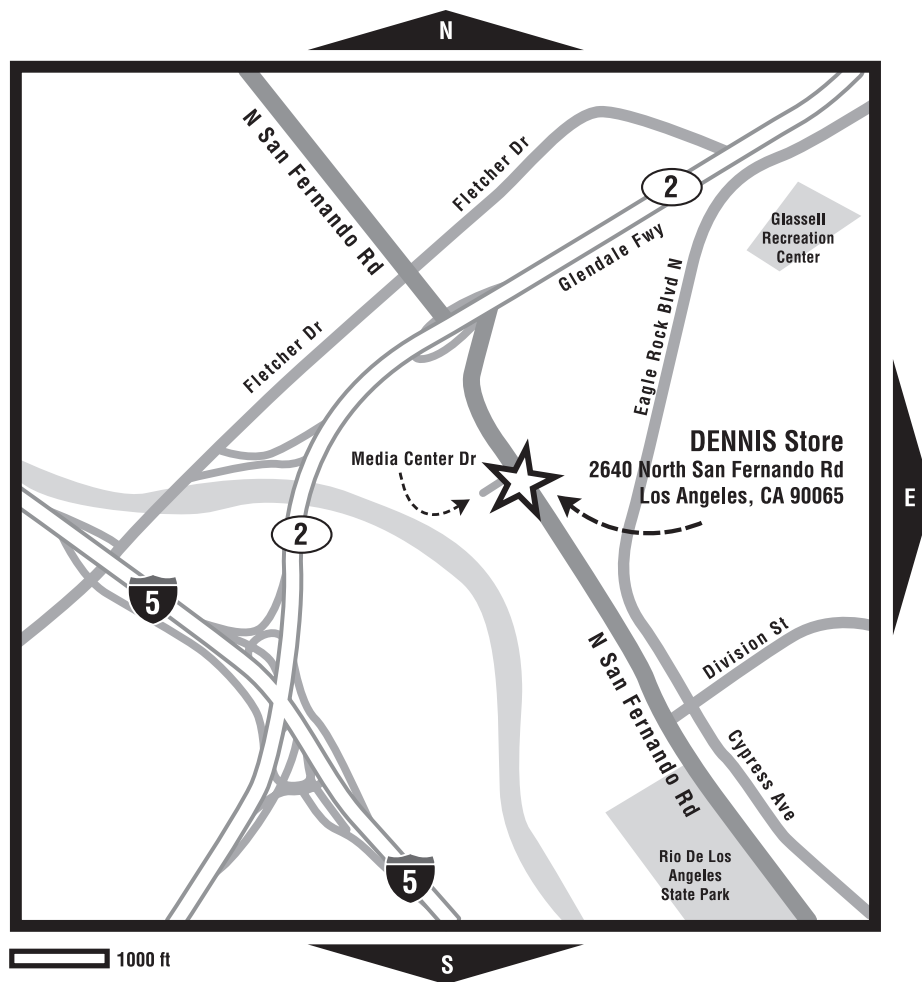 N
N San Fernando Rd
Fletcher Dr
2
Glassell
Recreation
Center
Glendale Fwy
Eagle Rock Blvd N
Fletcher Dr
DENNIS Store
2640 North San Fernando Rd
Los Angeles, CA 90065
Media Center Dr
E
2
5
Division St
N San Fernando Rd
Cypress Ave
Rio De Los
Angeles
State Park
5
1000 ft
S